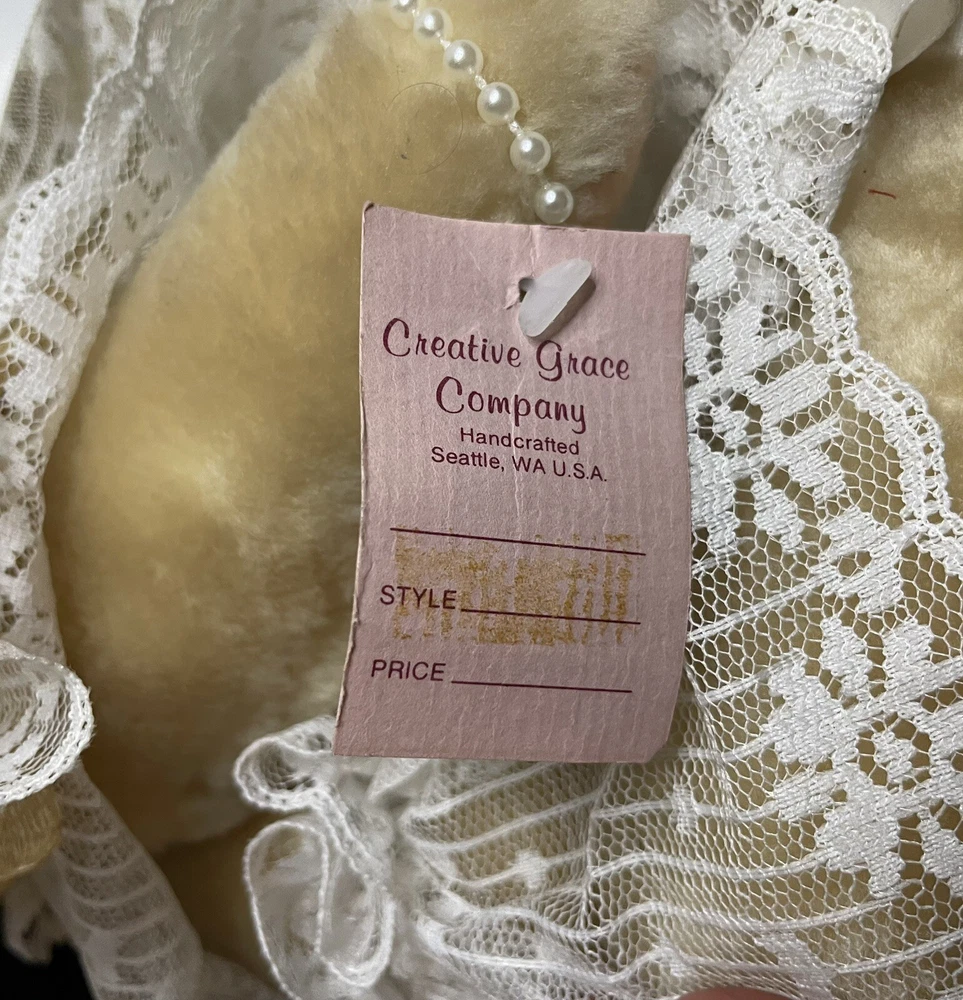 Creative Grace
Company
Handcrafted
Seattle, WA U.S.A.
STYLE
PRICE